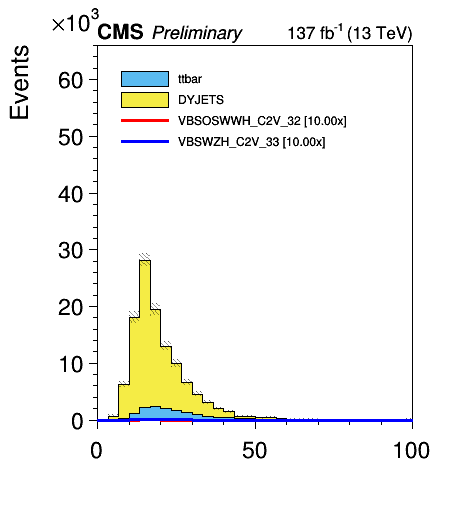 ×10³ CMS Preliminary 137 fb⁻¹ (13 TeV)
Events
ttbar
DYJETS
VBSOSWWH_C2V_32 [10.00x]
VBSWZH_C2V_33 [10.00x]
60
50
40
30
20
10
0
0 50 100